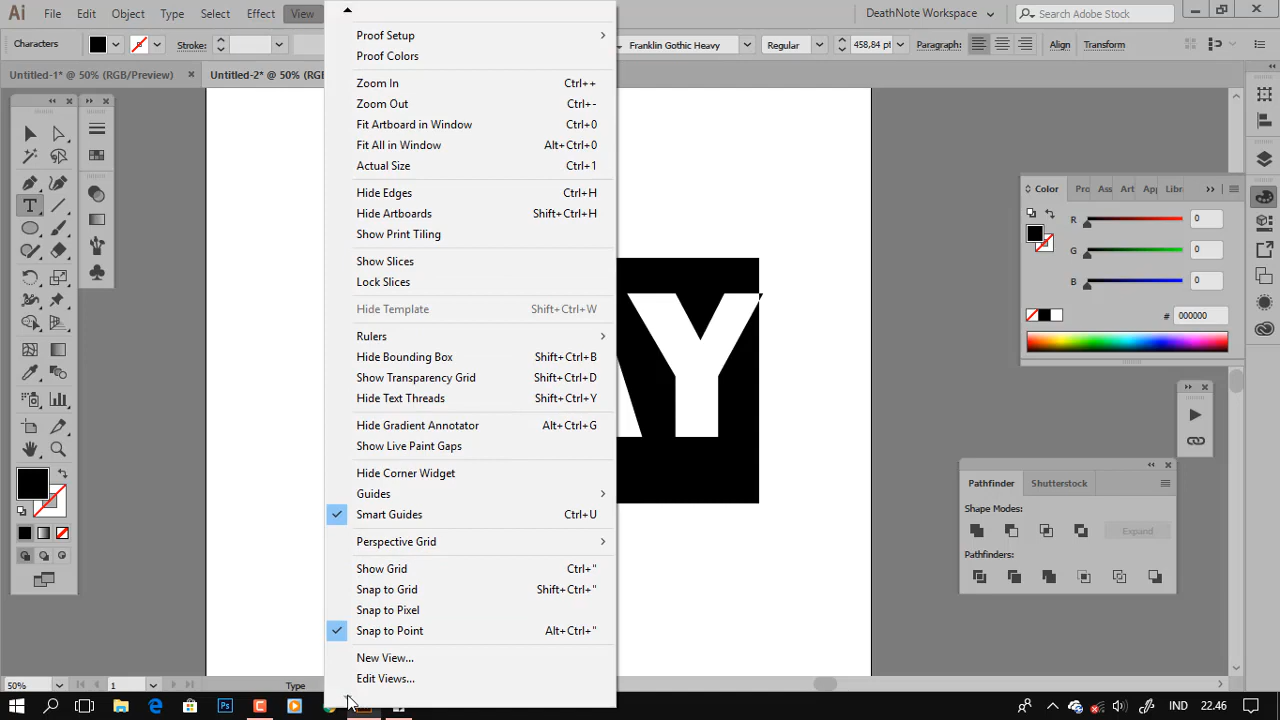 Ai File Edit Object Type Select Effect View DeathNote Workspace Search Adobe Stock
Characters Stroke: Franklin Gothic Heavy Regular 458,84 pt Paragraph: Align Transform
Untitled-1* @ 50% (RGB/Preview) × Untitled-2* @ 50% (RG
Proof Setup
Proof Colors
Zoom In Ctrl++
Zoom Out Ctrl+-
Fit Artboard in Window Ctrl+0
Fit All in Window Alt+Ctrl+0
Actual Size Ctrl+1
Hide Edges Ctrl+H
Hide Artboards Shift+Ctrl+H
Show Print Tiling
Show Slices
Lock Slices
Hide Template Shift+Ctrl+W
Rulers
Hide Bounding Box Shift+Ctrl+B
Show Transparency Grid Shift+Ctrl+D
Hide Text Threads Shift+Ctrl+Y
Hide Gradient Annotator Alt+Ctrl+G
Show Live Paint Gaps
Hide Corner Widget
Guides
Smart Guides Ctrl+U
Perspective Grid
Show Grid Ctrl+"
Snap to Grid Shift+Ctrl+"
Snap to Pixel
Snap to Point Alt+Ctrl+"
New View...
Edit Views...
Y
Color Pro Ass Art App Libr
R 0
G 0
B 0
# 000000
Pathfinder Shutterstock
Shape Modes:
Expand
Pathfinders:
50% 1 Type
Ps IND 22.46